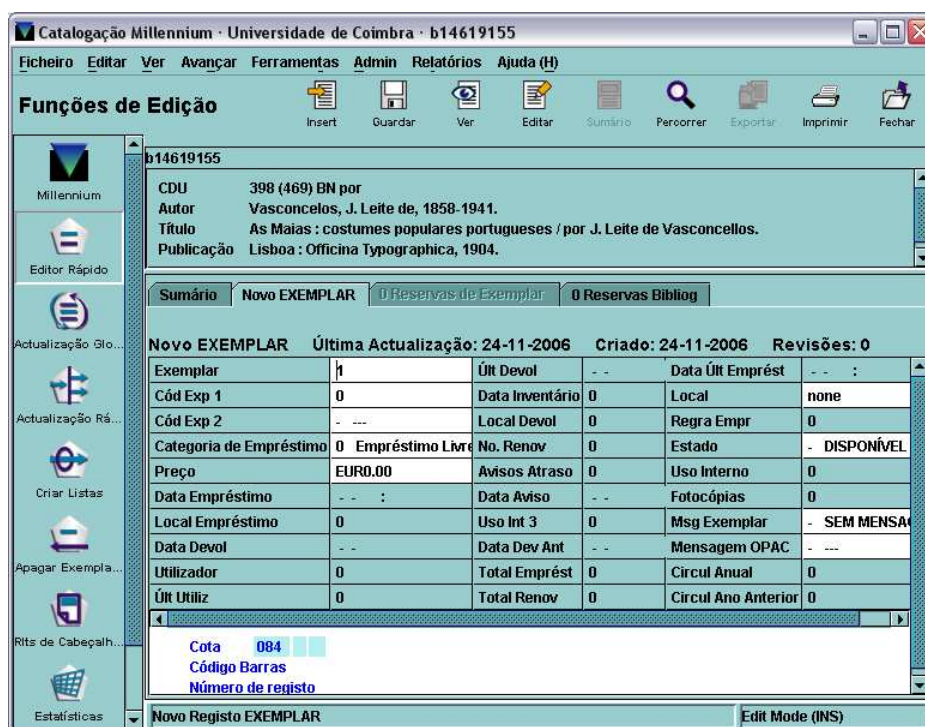 Catalogação Millennium · Universidade de Coimbra · b14619155
Ficheiro Editar Ver Avançar Ferramentas Admin Relatórios Ajuda (H)
Funções de Edição
Insert Guardar Ver Editar Sumário Percorrer Exportar Imprimir Fechar
Millennium
Editor Rápido
Actualização Glo...
Actualização Rá...
Criar Listas
Apagar Exempla...
Rlts de Cabeçalh...
Estatísticas
b14619155
CDU 398 (469) BN por
Autor Vasconcelos, J. Leite de, 1858-1941.
Título As Maias : costumes populares portugueses / por J. Leite de Vasconcellos.
Publicação Lisboa : Officina Typographica, 1904.
Sumário Novo EXEMPLAR 0 Reservas de Exemplar 0 Reservas Bibliog
Novo EXEMPLAR Última Actualização: 24-11-2006 Criado: 24-11-2006 Revisões: 0
Exemplar 1 Últ Devol - - Data Últ Emprést - - :
Cód Exp 1 0 Data Inventário 0 Local none
Cód Exp 2 - --- Local Devol 0 Regra Empr 0
Categoria de Empréstimo 0 Empréstimo Livre No. Renov 0 Estado - DISPONÍVEL
Preço EUR0.00 Avisos Atraso 0 Uso Interno 0
Data Empréstimo - - : Data Aviso - - Fotocópias 0
Local Empréstimo 0 Uso Int 3 0 Msg Exemplar - SEM MENSA
Data Devol - - Data Dev Ant - - Mensagem OPAC - ---
Utilizador 0 Total Emprést 0 Circul Anual 0
Últ Utiliz 0 Total Renov 0 Circul Ano Anterior 0
Cota 084
Código Barras
Número de registo
Novo Registo EXEMPLAR Edit Mode (INS)